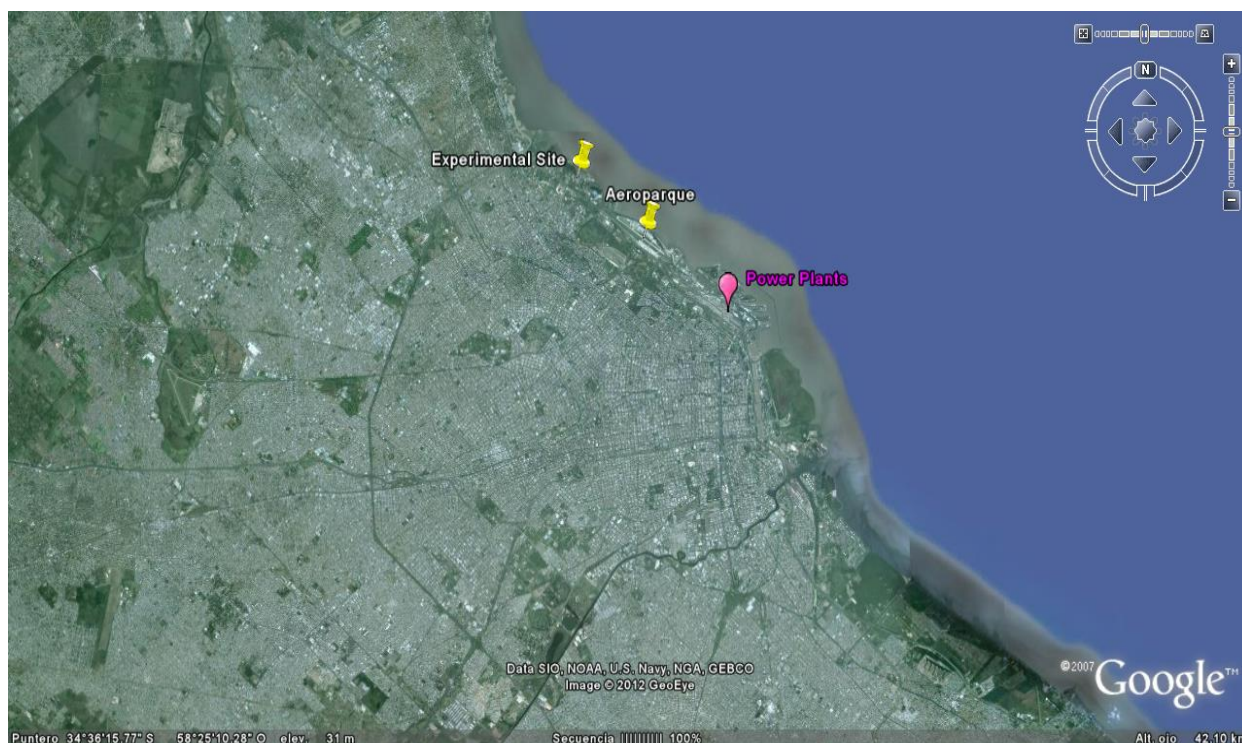 N
Experimental Site
Aeroparque
Power Plants
Data SIO, NOAA, U.S. Navy, NGA, GEBCO
Image © 2012 GeoEye
©2007 Google™
Puntero 34°36'15.77" S 58°25'10.28" O elev. 31 m Secuencia |||||||||| 100% Alt. ojo 42.10 km